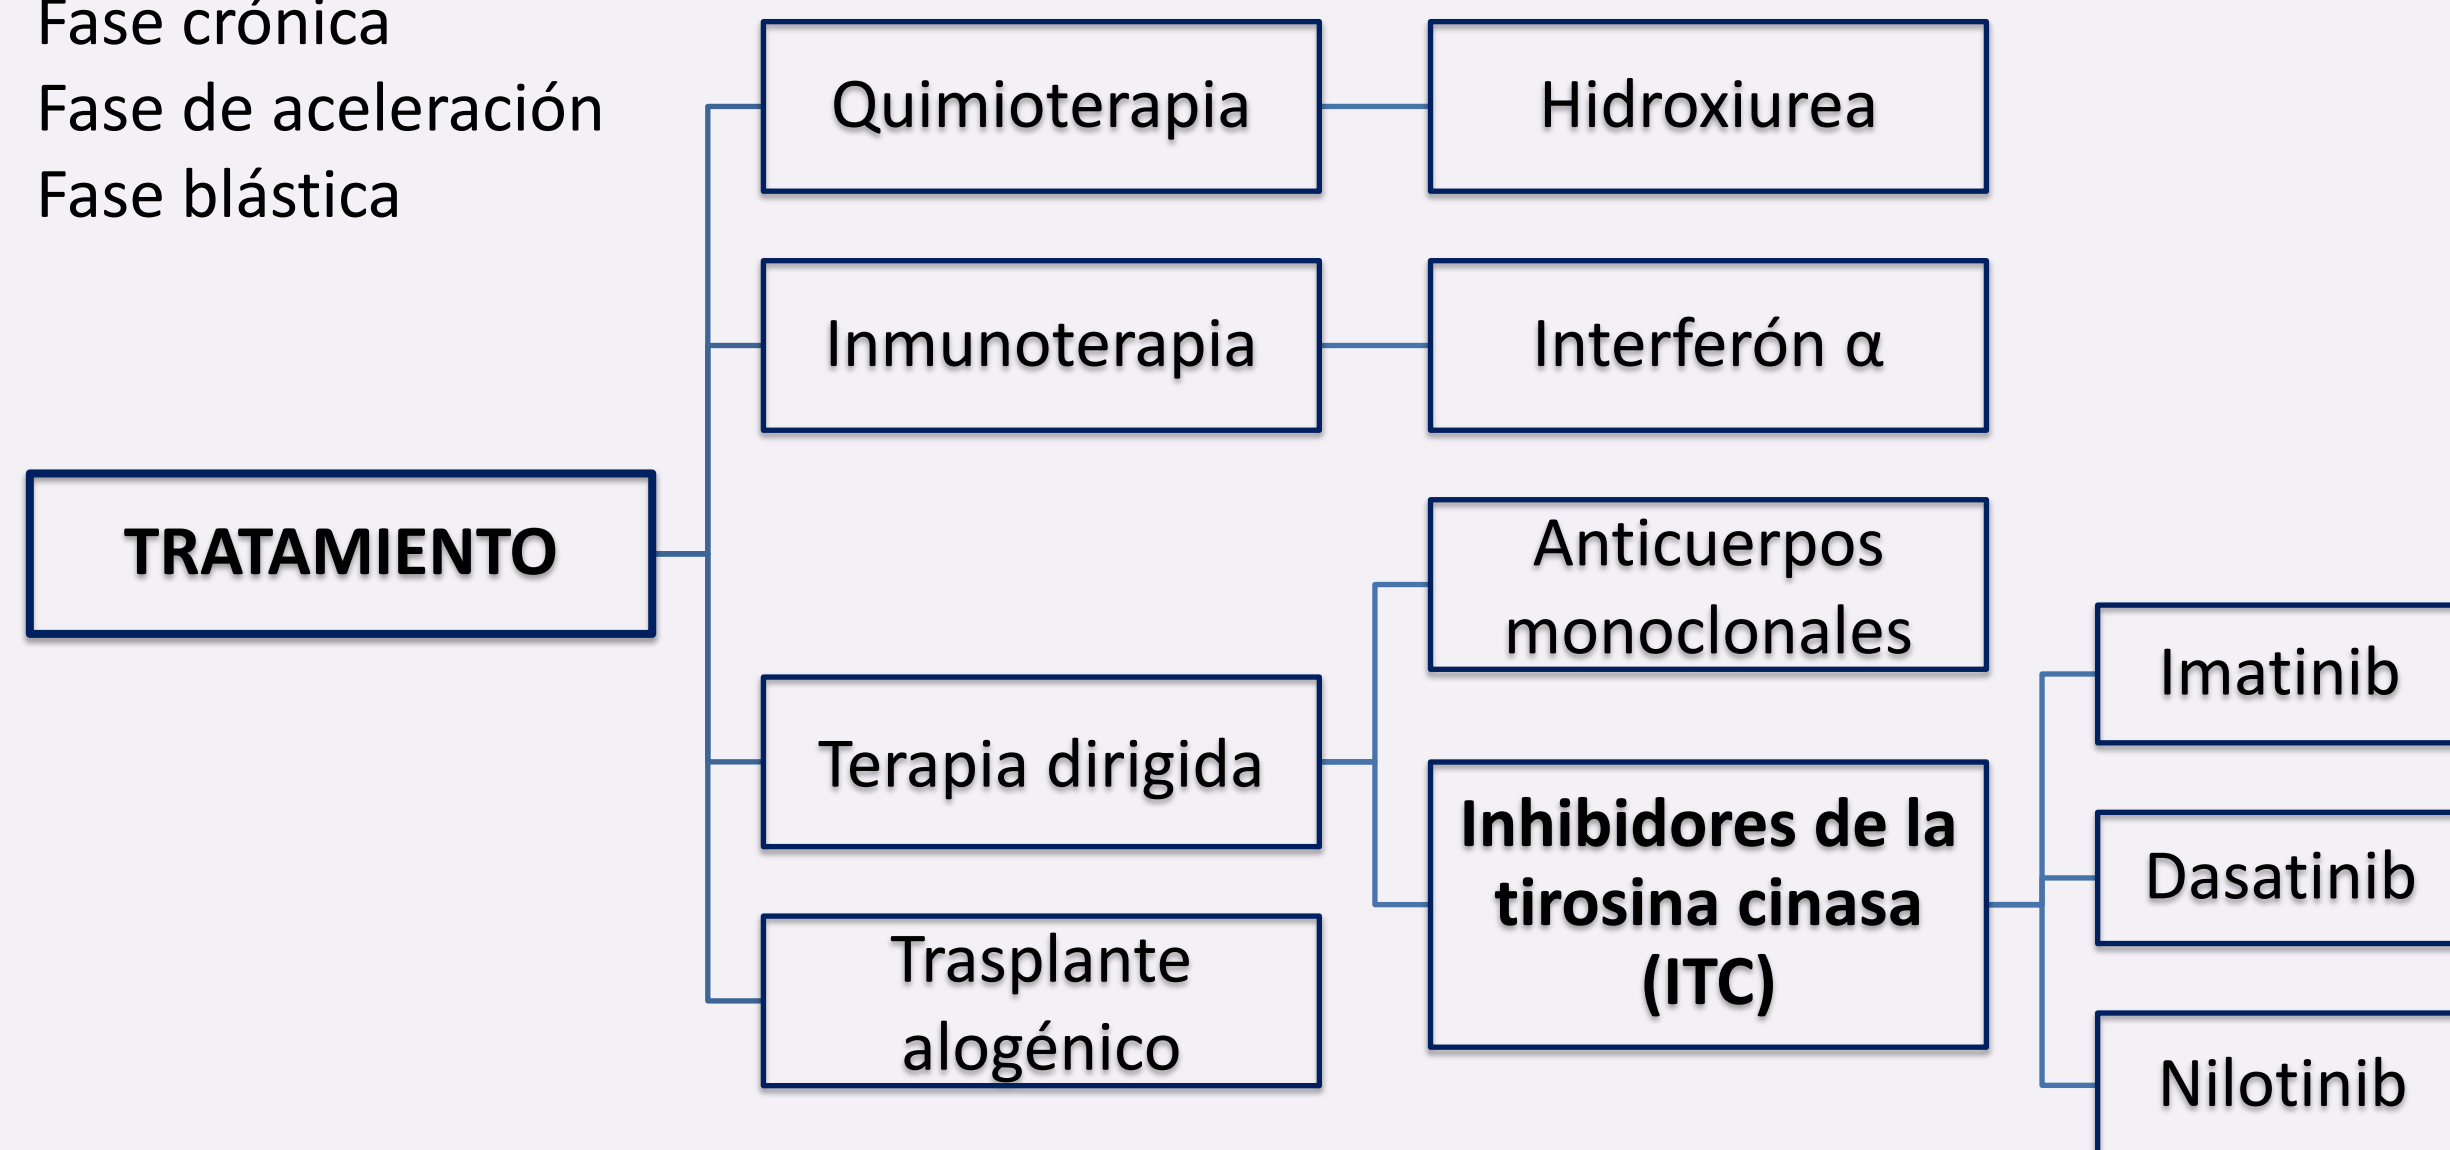 Fase crónica
Fase de aceleración
Fase blástica
Quimioterapia
Hidroxiurea
Inmunoterapia
Interferón α
TRATAMIENTO
Anticuerpos
monoclonales
Terapia dirigida
Inhibidores de la
tirosina cinasa
(ITC)
Imatinib
Dasatinib
Nilotinib
Trasplante
alogénico